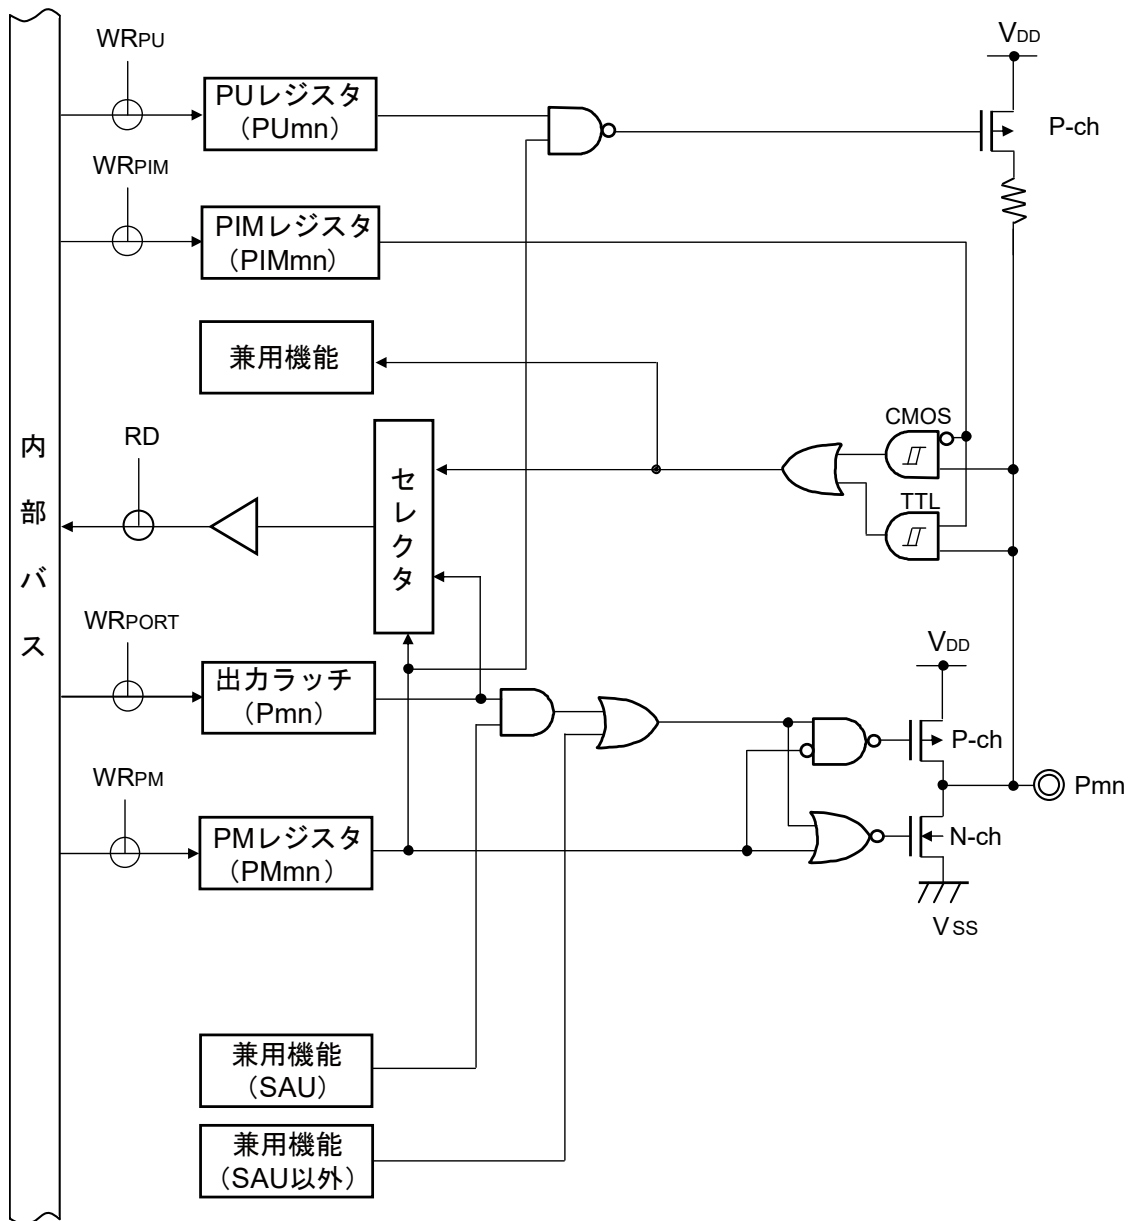 WRPU
PUレジスタ
(PUmn)
VDD
P-ch
WRPIM
PIMレジスタ
(PIMmn)
兼用機能
CMOS
TTL
内部バス
RD
セレクタ
WRPORT
出力ラッチ
(Pmn)
VDD
P-ch
Pmn
WRPM
PMレジスタ
(PMmn)
N-ch
VSS
兼用機能
(SAU)
兼用機能
(SAU以外)